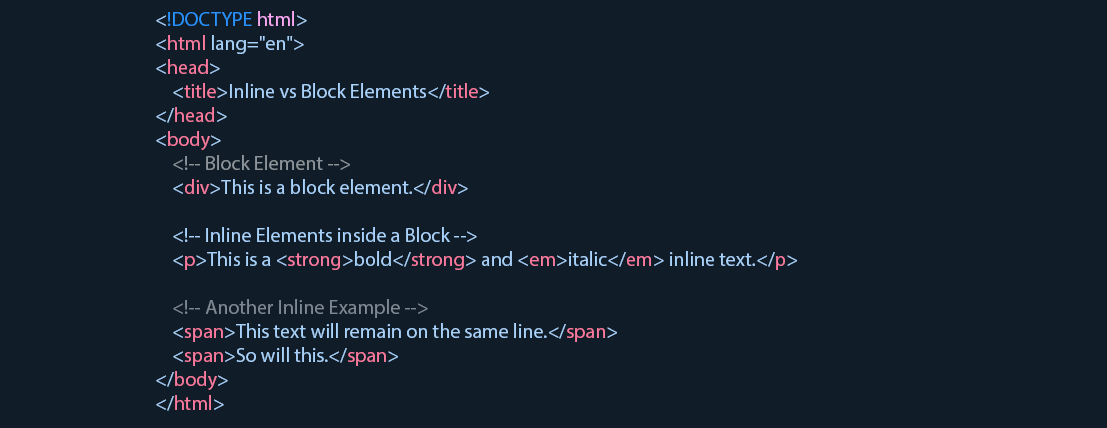 <!DOCTYPE html>
<html lang="en">
<head>
<title>Inline vs Block Elements</title>
</head>
<body>
<!-- Block Element -->
<div>This is a block element.</div>
<!-- Inline Elements inside a Block -->
<p>This is a <strong>bold</strong> and <em>italic</em> inline text.</p>
<!-- Another Inline Example -->
<span>This text will remain on the same line.</span>
<span>So will this.</span>
</body>
</html>